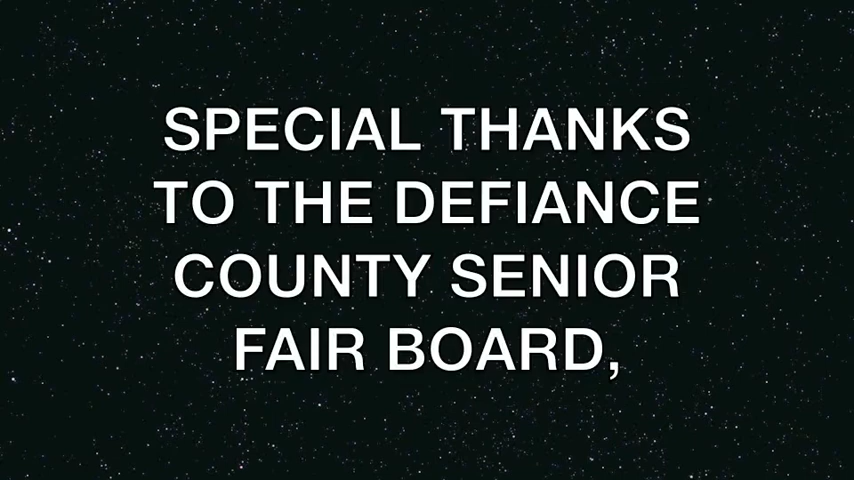 SPECIAL THANKS
TO THE DEFIANCE
COUNTY SENIOR
FAIR BOARD,